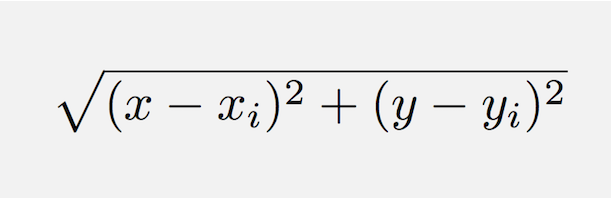 √((x − xᵢ)² + (y − yᵢ)²)